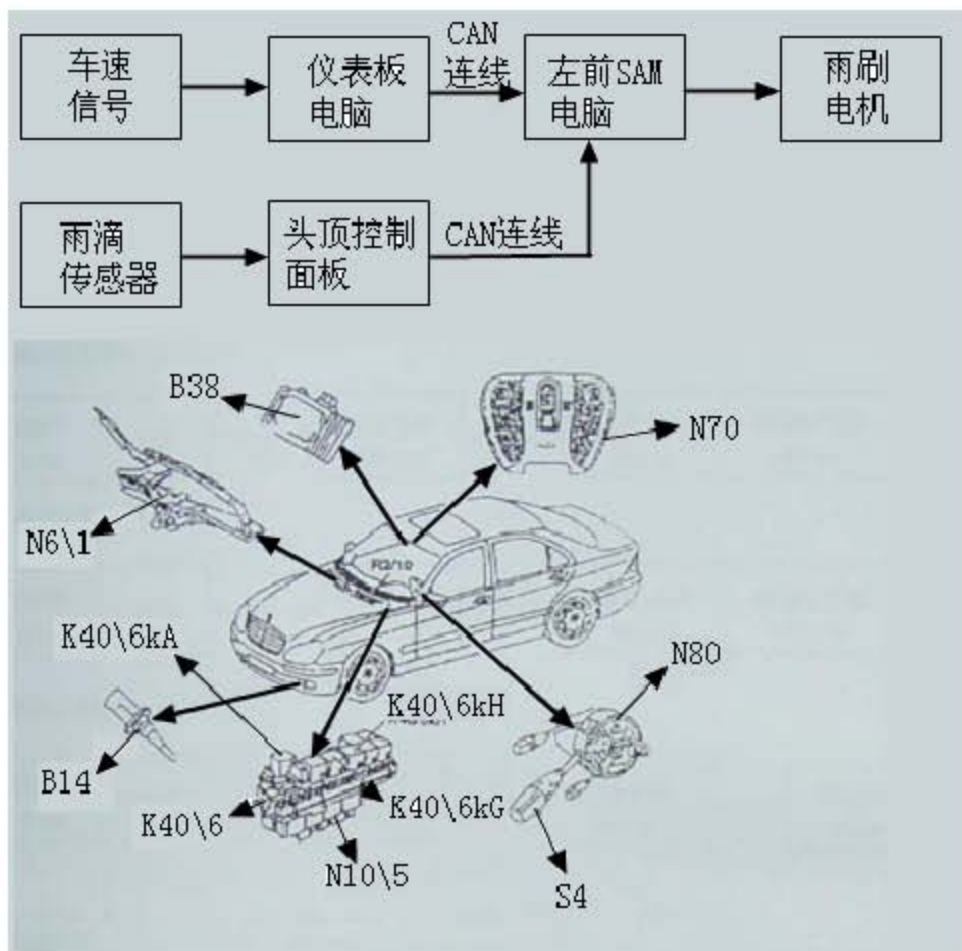 车速
信号
仪表板
电脑
CAN
连线
左前SAM
电脑
雨刷
电机
雨滴
传感器
头顶控制
面板
CAN连线
B38
N70
N6\1
K40\6kA
N80
K40\6kH
B14
K40\6
K40\6kG
N10\5
S4